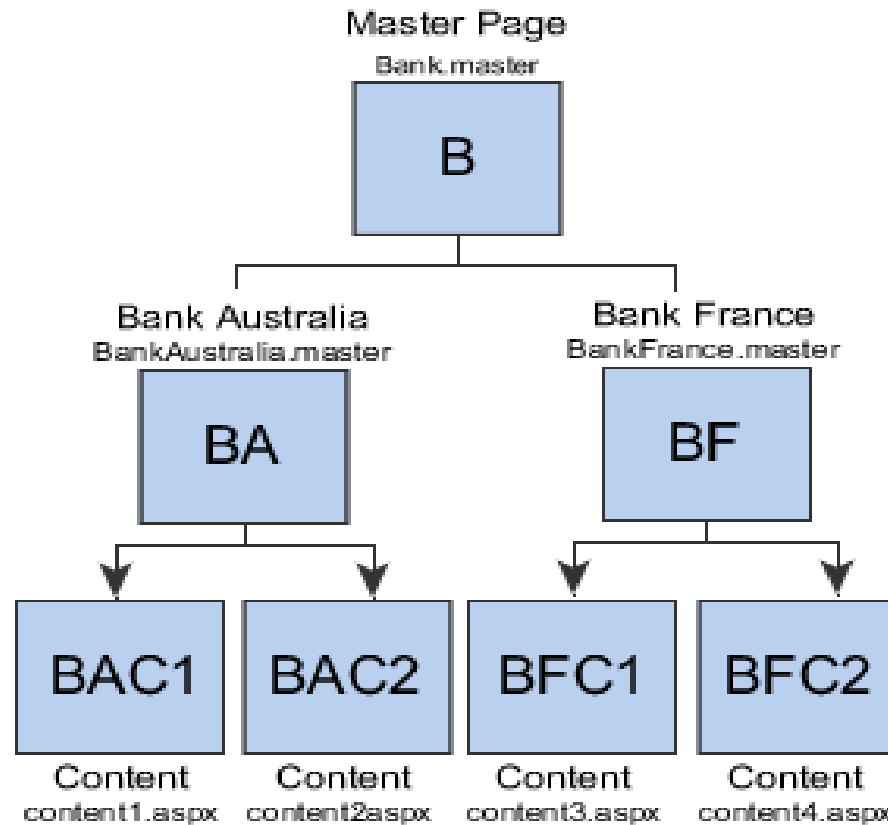 Master Page
Bank.master
B
Bank Australia
BankAustralia.master
Bank France
BankFrance.master
BA
BF
BAC1
BAC2
BFC1
BFC2
Content
content1.aspx
Content
content2aspx
Content
content3.aspx
Content
content4.aspx